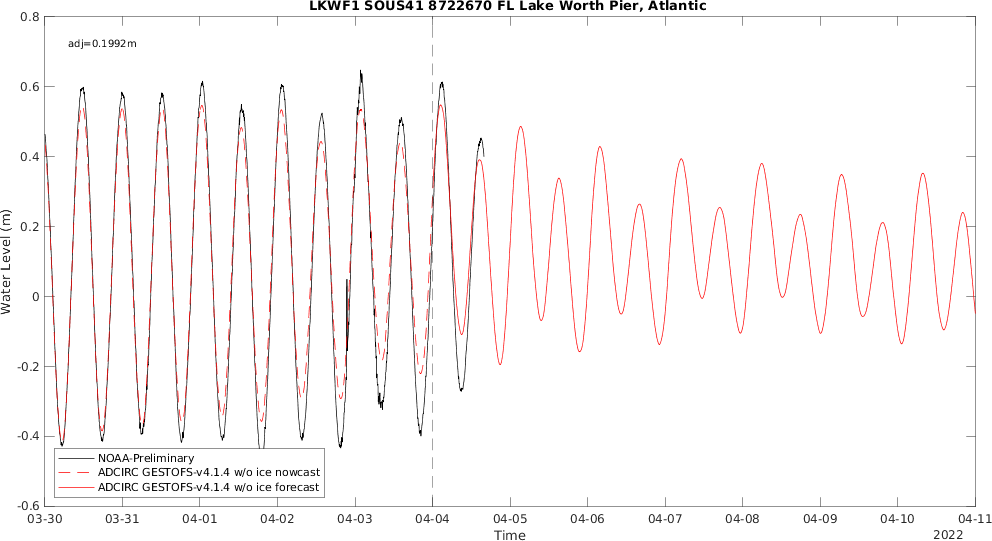 LKWF1 SOUS41 8722670 FL Lake Worth Pier, Atlantic
adj=0.1992m
0.8
0.6
0.4
0.2
0
-0.2
-0.4
-0.6
Water Level (m)
NOAA-Preliminary
ADCIRC GESTOFS-v4.1.4 w/o ice nowcast
ADCIRC GESTOFS-v4.1.4 w/o ice forecast
03-30 03-31 04-01 04-02 04-03 04-04 04-05 04-06 04-07 04-08 04-09 04-10 04-11
Time
2022